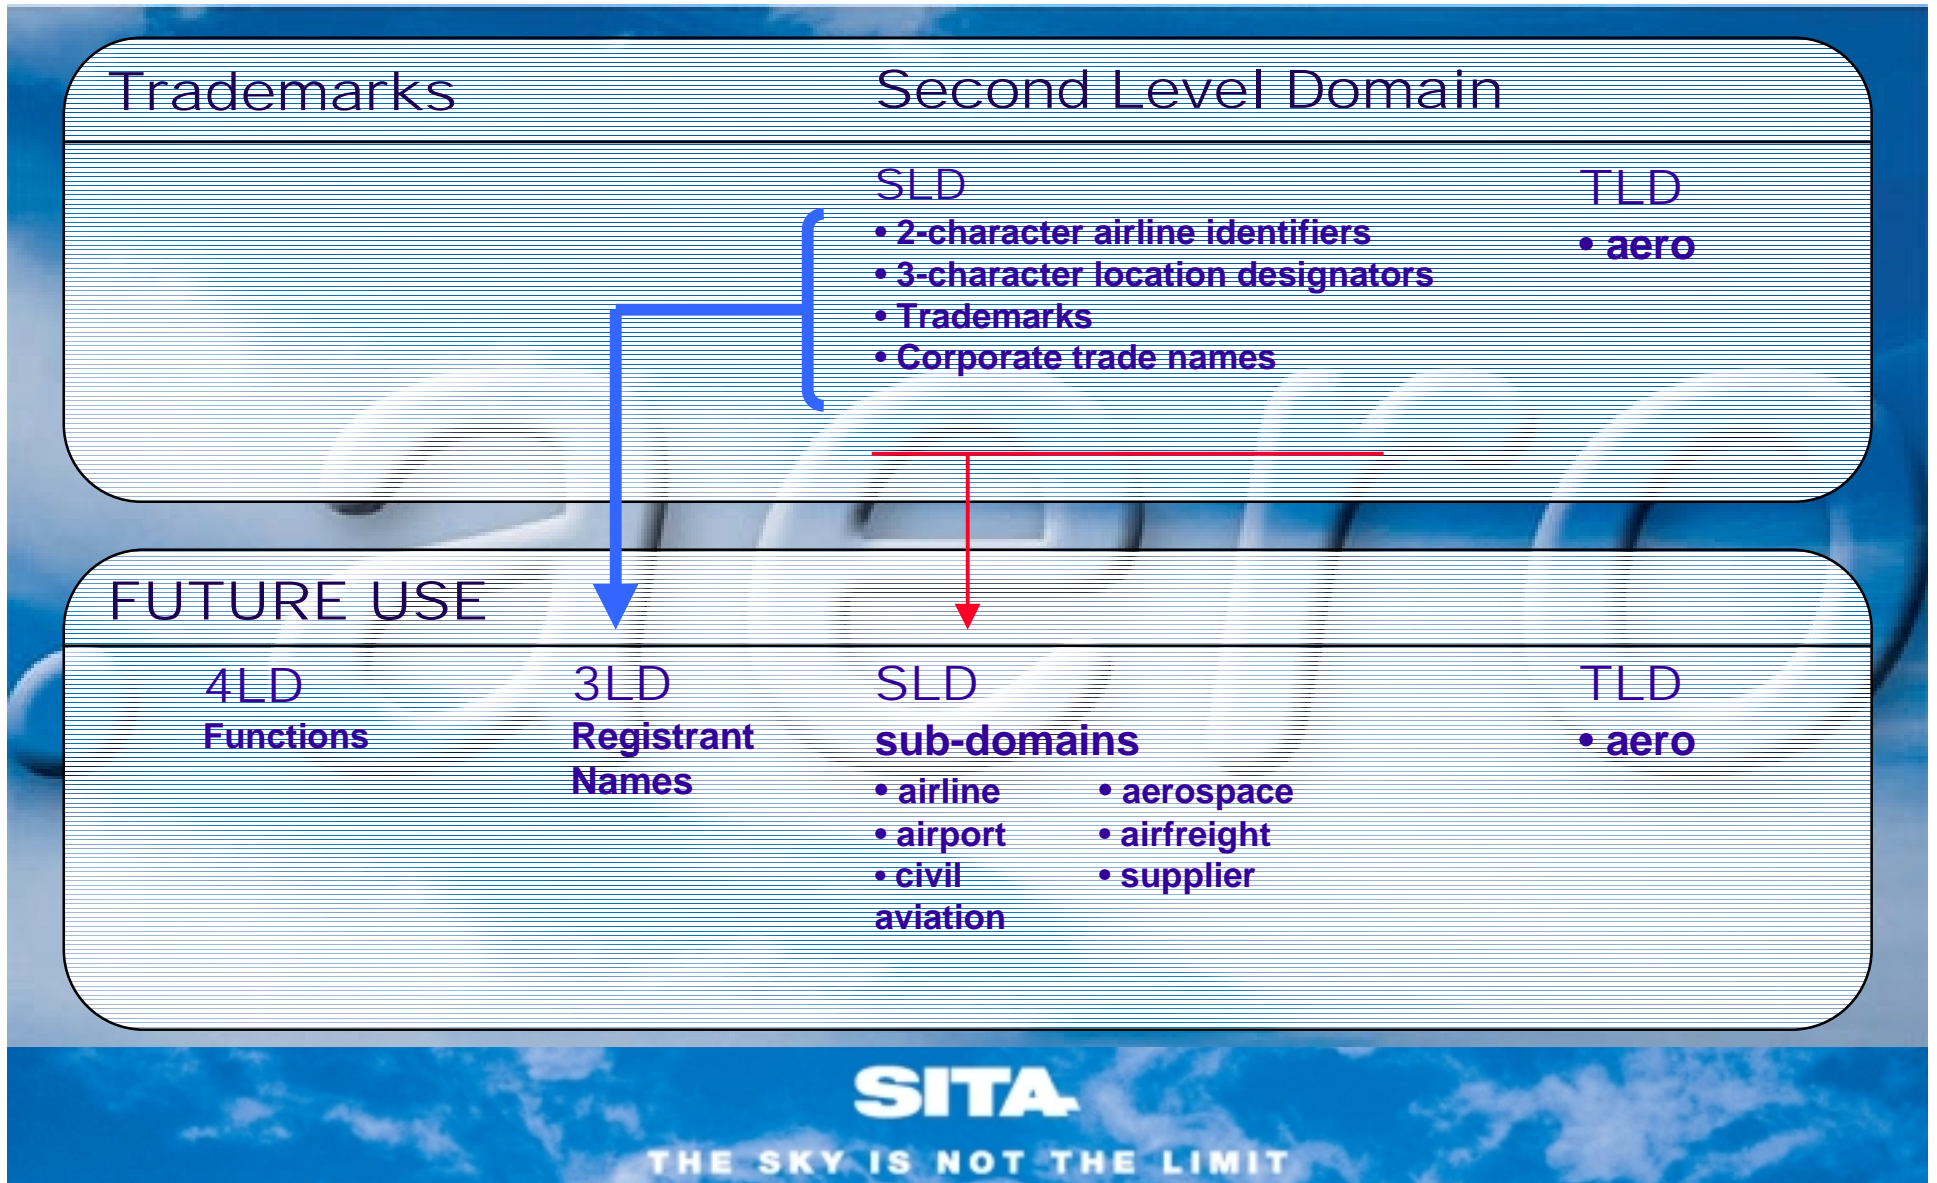 Trademarks
Second Level Domain
SLD
• 2-character airline identifiers
• 3-character location designators
• Trademarks
• Corporate trade names
TLD
• aero
FUTURE USE
4LD
Functions
3LD
Registrant
Names
SLD
sub-domains
• airline
• airport
• civil
aviation
• aerospace
• airfreight
• supplier
TLD
• aero
.aero
SITA
THE SKY IS NOT THE LIMIT